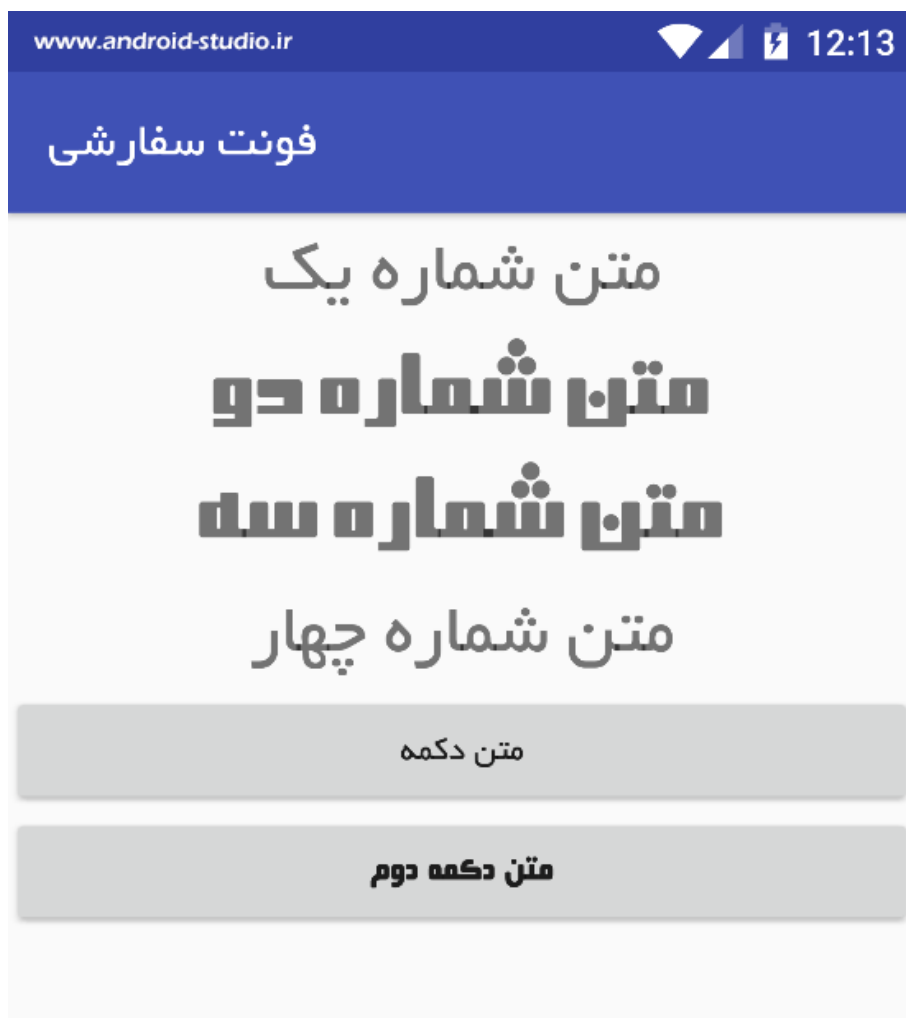 www.android-studio.ir 12:13
فونت سفارشی
متن شماره یک
متن شماره دو
متن شماره سه
متن شماره چهار
متن دکمه
متن دکمه دوم